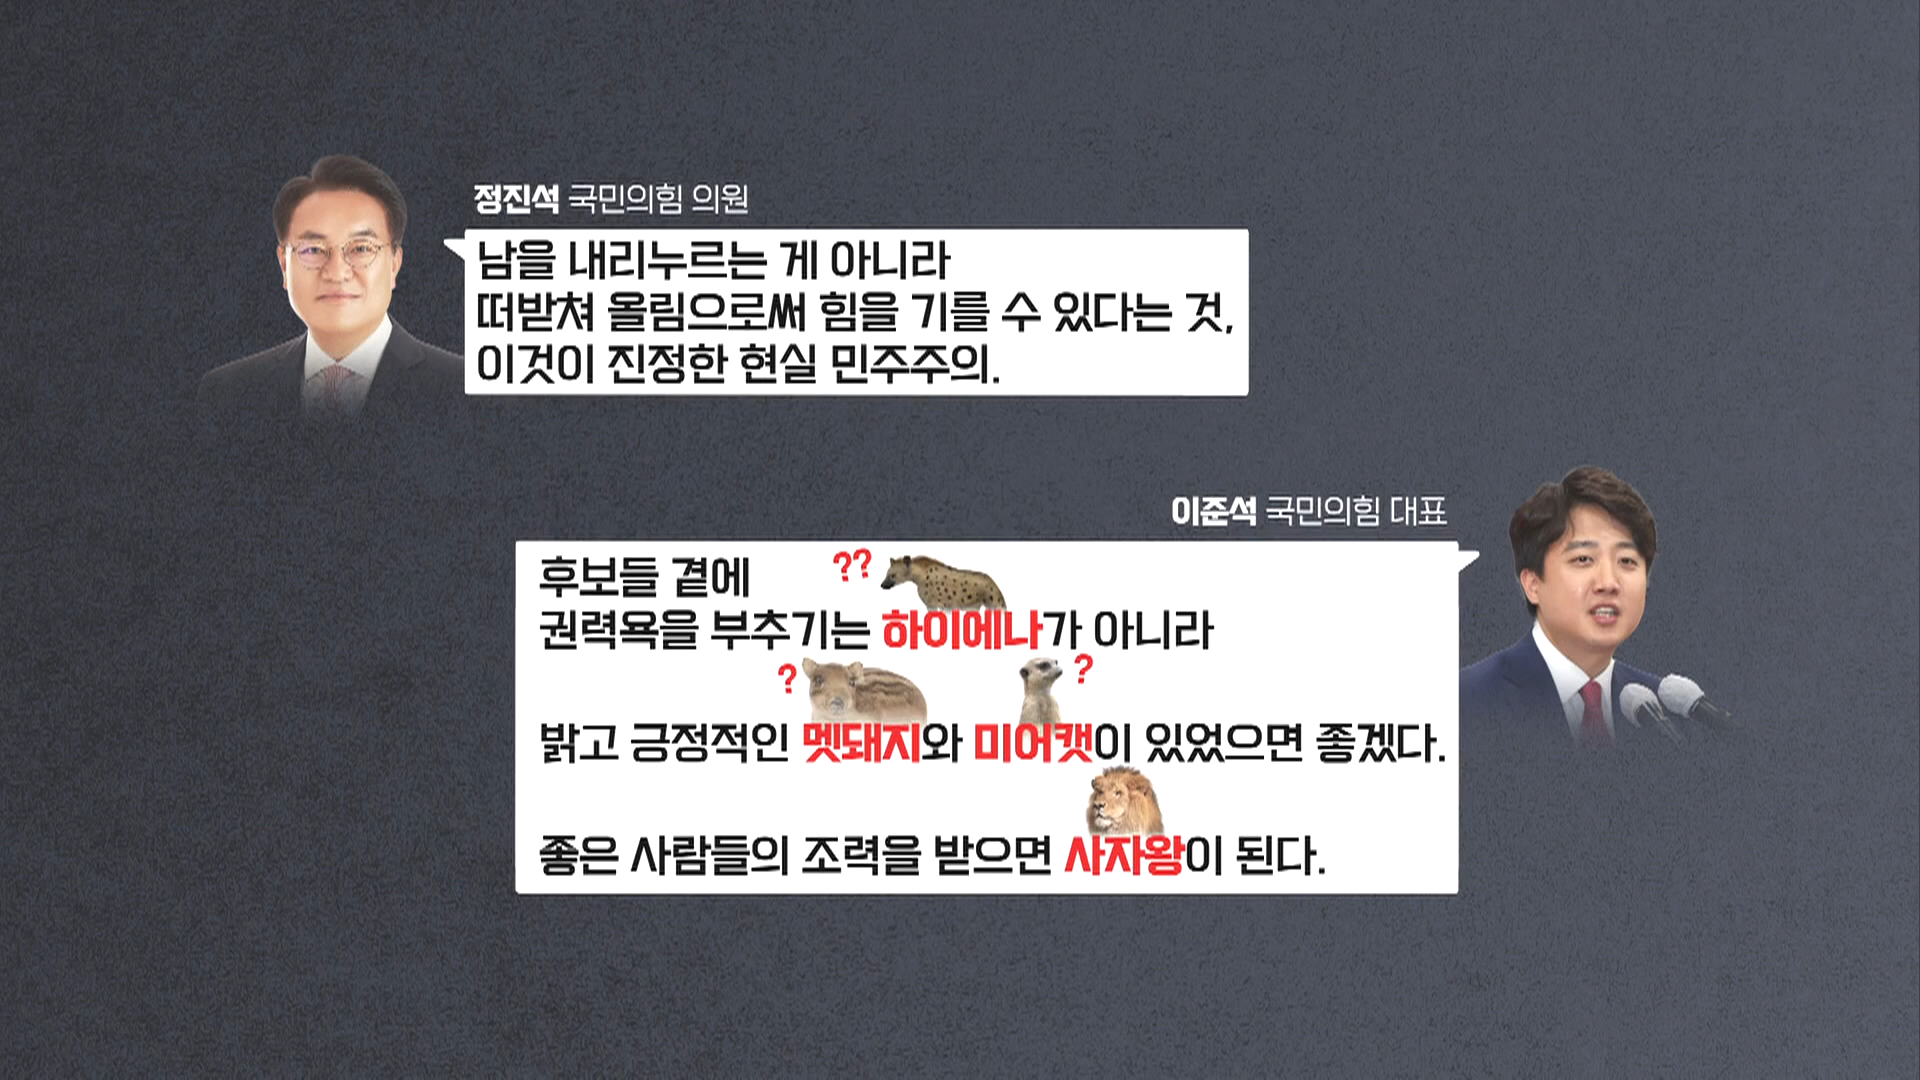 정진석 국민의힘 의원
남을 내리누르는 게 아니라
떠받쳐 올림으로써 힘을 기를 수 있다는 것,
이것이 진정한 현실 민주주의.
이준석 국민의힘 대표
후보들 곁에 ??
권력욕을 부추기는 하이에나가 아니라
? ?
밝고 긍정적인 멧돼지와 미어캣이 있었으면 좋겠다.
좋은 사람들의 조력을 받으면 사자왕이 된다.